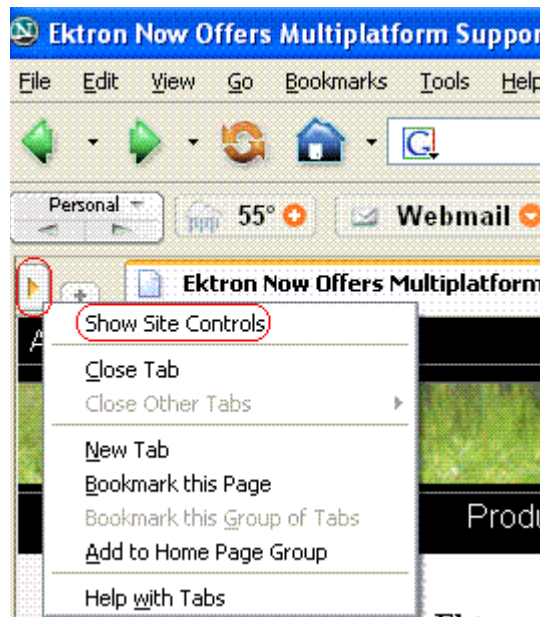 Ektron Now Offers Multiplatform Suppor
File Edit View Go Bookmarks Tools Help
G
Personal 55° Webmail
Ektron Now Offers Multiplatform
A
Show Site Controls
Close Tab
Close Other Tabs
New Tab
Bookmark this Page
Bookmark this Group of Tabs
Produ
Add to Home Page Group
Help with Tabs